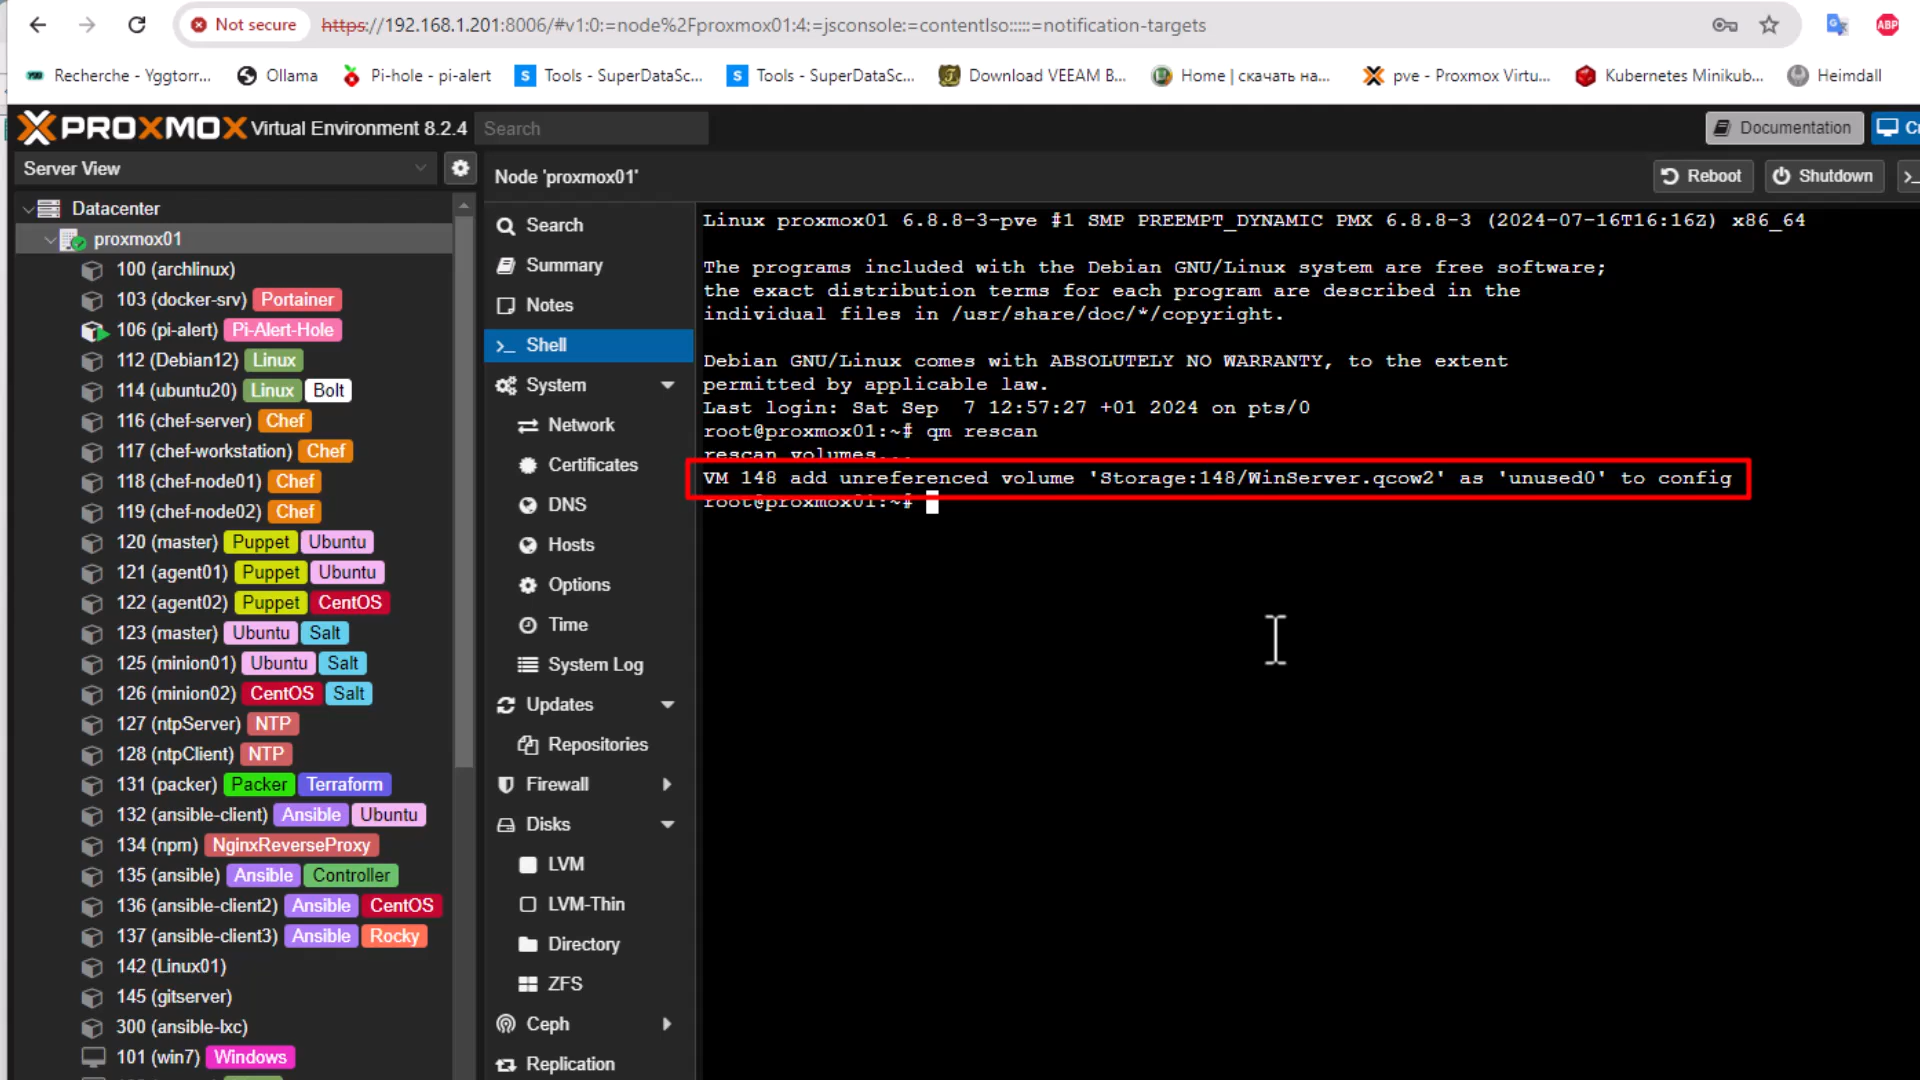 Not secure
https://192.168.1.201:8006/#v1:0:=node%2Fproxmox01:4:=jsconsole:=contentIso:::::=notification-targets
ABP
Recherche - Yggtorr...
Ollama
Pi-hole - pi-alert
S
Tools - SuperDataSc...
S
Tools - SuperDataSc...
Download VEEAM B...
Home | скачать на...
pve - Proxmox Virtu...
Kubernetes Minikub...
Heimdall
PROXMOX Virtual Environment 8.2.4
Search
Documentation
Server View
Node 'proxmox01'
Reboot
Shutdown
Datacenter
proxmox01
100 (archlinux)
103 (docker-srv) Portainer
106 (pi-alert) Pi-Alert-Hole
112 (Debian12) Linux
114 (ubuntu20) Linux Bolt
116 (chef-server) Chef
117 (chef-workstation) Chef
118 (chef-node01) Chef
119 (chef-node02) Chef
120 (master) Puppet Ubuntu
121 (agent01) Puppet Ubuntu
122 (agent02) Puppet CentOS
123 (master) Ubuntu Salt
125 (minion01) Ubuntu Salt
126 (minion02) CentOS Salt
127 (ntpServer) NTP
128 (ntpClient) NTP
131 (packer) Packer Terraform
132 (ansible-client) Ansible Ubuntu
134 (npm) NginxReverseProxy
135 (ansible) Ansible Controller
136 (ansible-client2) Ansible CentOS
137 (ansible-client3) Ansible Rocky
142 (Linux01)
145 (gitserver)
300 (ansible-lxc)
101 (win7) Windows
Search
Summary
Notes
>_ Shell
System
Network
Certificates
DNS
Hosts
Options
Time
System Log
Updates
Repositories
Firewall
Disks
LVM
LVM-Thin
Directory
ZFS
Ceph
Replication
Linux proxmox01 6.8.8-3-pve #1 SMP PREEMPT_DYNAMIC PMX 6.8.8-3 (2024-07-16T16:16Z) x86_64
The programs included with the Debian GNU/Linux system are free software;
the exact distribution terms for each program are described in the
individual files in /usr/share/doc/*/copyright.
Debian GNU/Linux comes with ABSOLUTELY NO WARRANTY, to the extent
permitted by applicable law.
Last login: Sat Sep  7 12:57:27 +01 2024 on pts/0
root@proxmox01:~# qm rescan
rescan volumes...
VM 148 add unreferenced volume 'Storage:148/WinServer.qcow2' as 'unused0' to config
root@proxmox01:~#